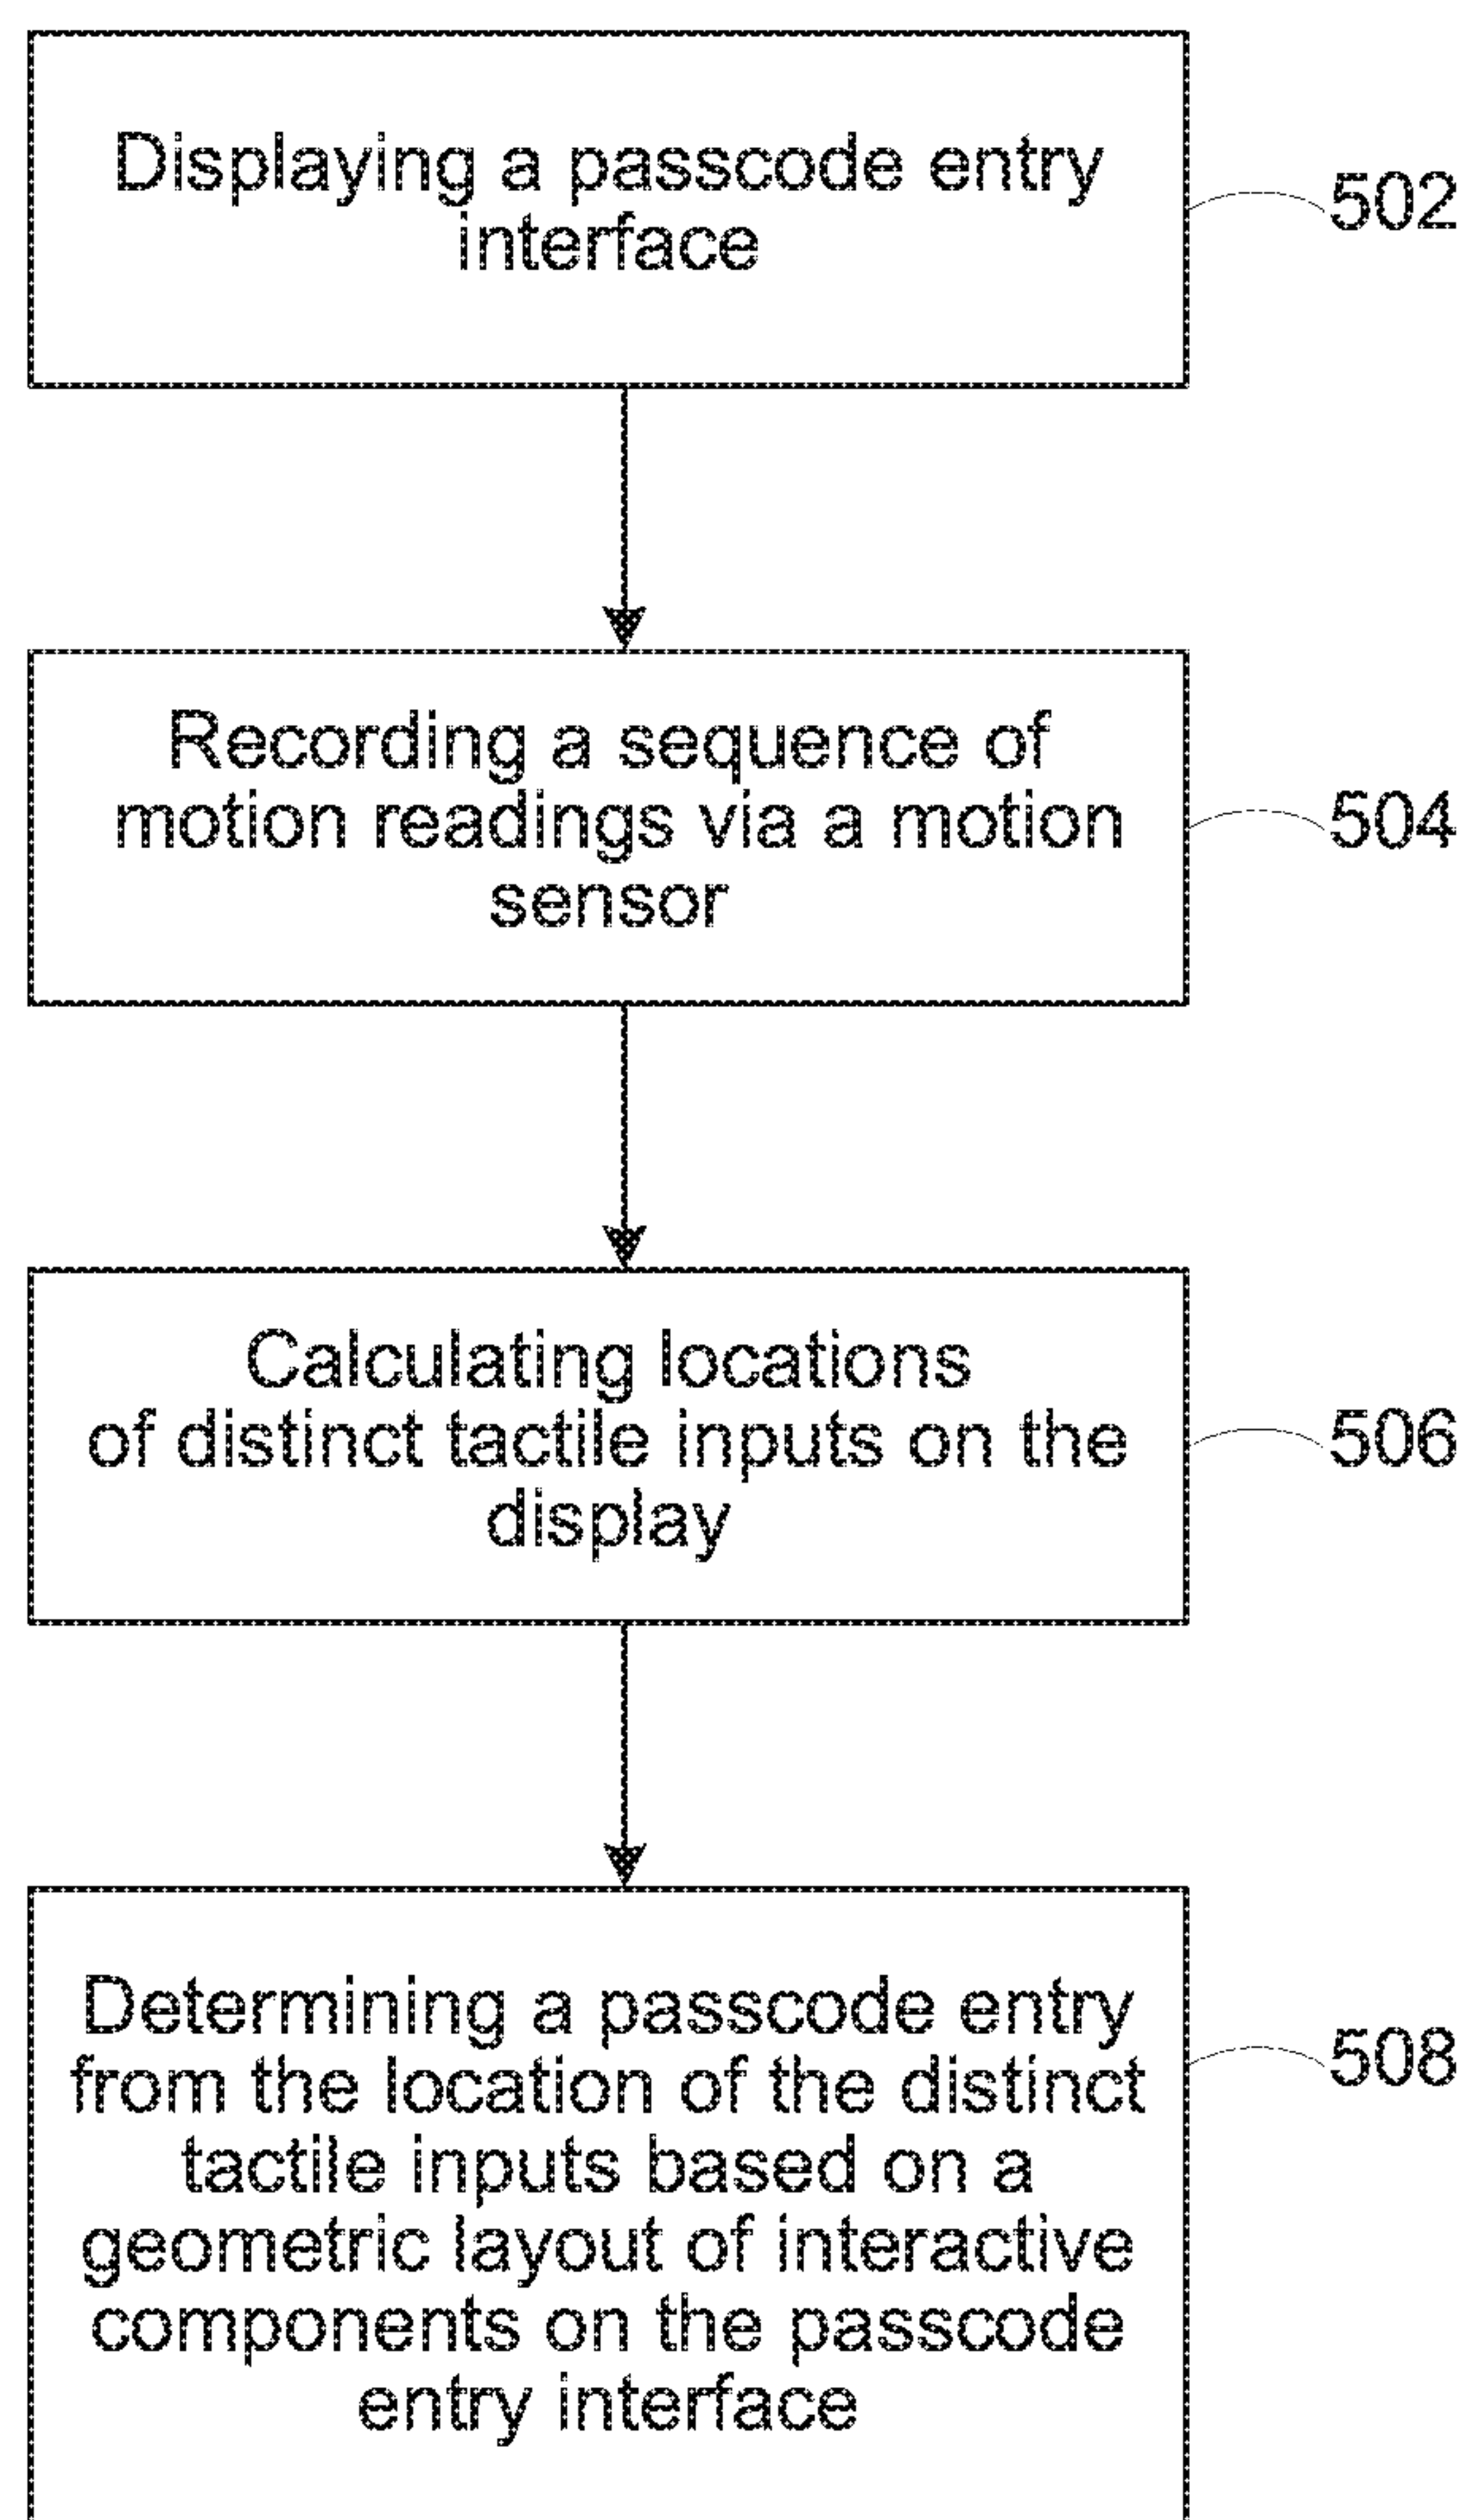 Displaying a passcode entry
interface
502
Recording a sequence of
motion readings via a motion
sensor
504
Calculating locations
of distinct tactile inputs on the
display
506
Determining a passcode entry
from the location of the distinct
tactile inputs based on a
geometric layout of interactive
components on the passcode
entry interface
508